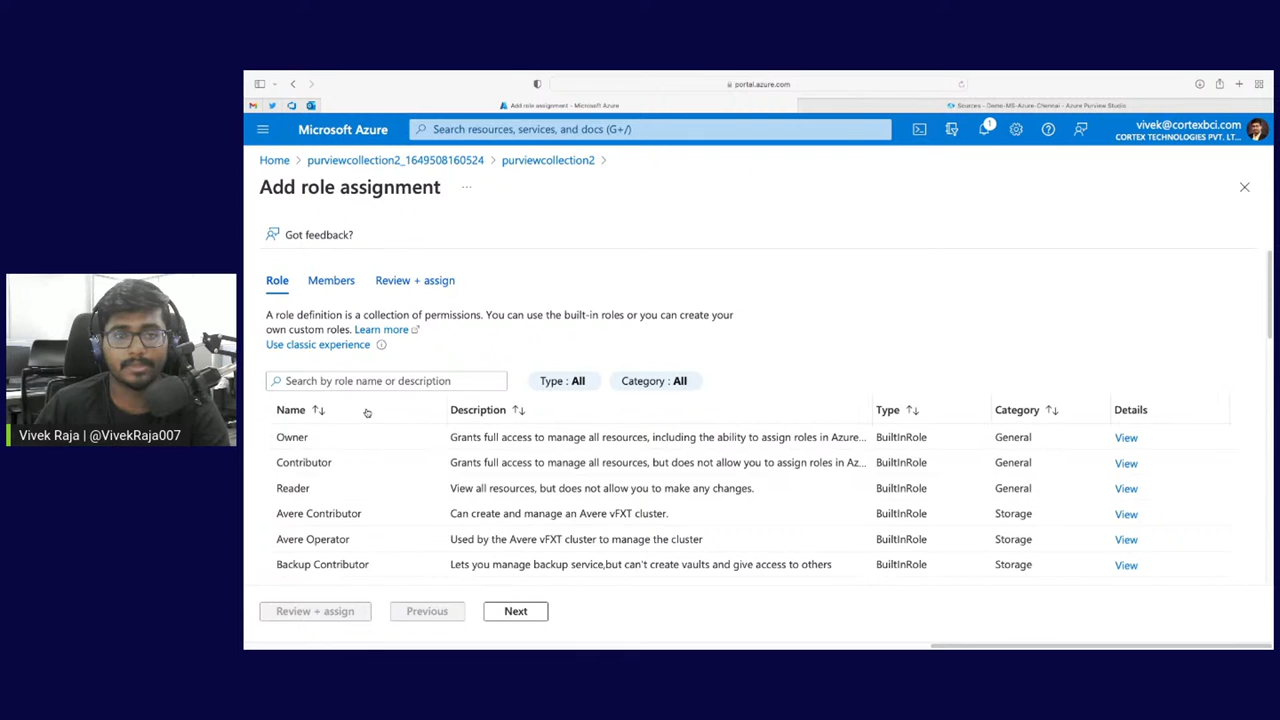 portal.azure.com
Add role assignment - Microsoft Azure
Sources - Demo-MS-Azure-Chennai - Azure Purview Studio
Microsoft Azure
Search resources, services, and docs (G+/)
1
vivek@cortexbci.com
CORTEX TECHNOLOGIES PVT. LT...
Home > purviewcollection2_1649508160524 > purviewcollection2 >
Add role assignment ...
Got feedback?
Role Members Review + assign
A role definition is a collection of permissions. You can use the built-in roles or you can create your
own custom roles. Learn more
Use classic experience
Search by role name or description
Type : All
Category : All
Name Description Type Category Details
Owner Grants full access to manage all resources, including the ability to assign roles in Azure... BuiltInRole General View
Contributor Grants full access to manage all resources, but does not allow you to assign roles in Az... BuiltInRole General View
Reader View all resources, but does not allow you to make any changes. BuiltInRole General View
Avere Contributor Can create and manage an Avere vFXT cluster. BuiltInRole Storage View
Avere Operator Used by the Avere vFXT cluster to manage the cluster BuiltInRole Storage View
Backup Contributor Lets you manage backup service,but can't create vaults and give access to others BuiltInRole Storage View
Review + assign Previous Next
Vivek Raja | @VivekRaja007